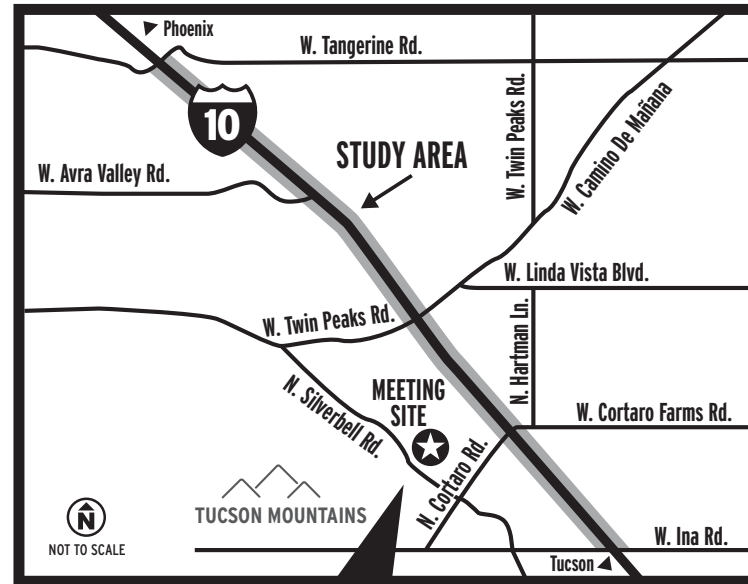 Phoenix
W. Tangerine Rd.
10
W. Twin Peaks Rd.
W. Camino De Mañana
STUDY AREA
W. Avra Valley Rd.
W. Linda Vista Blvd.
W. Twin Peaks Rd.
N. Hartman Ln.
N. Silverbell Rd.
MEETING
SITE
W. Cortaro Farms Rd.
N. Cortaro Rd.
TUCSON MOUNTAINS
N
NOT TO SCALE
W. Ina Rd.
Tucson